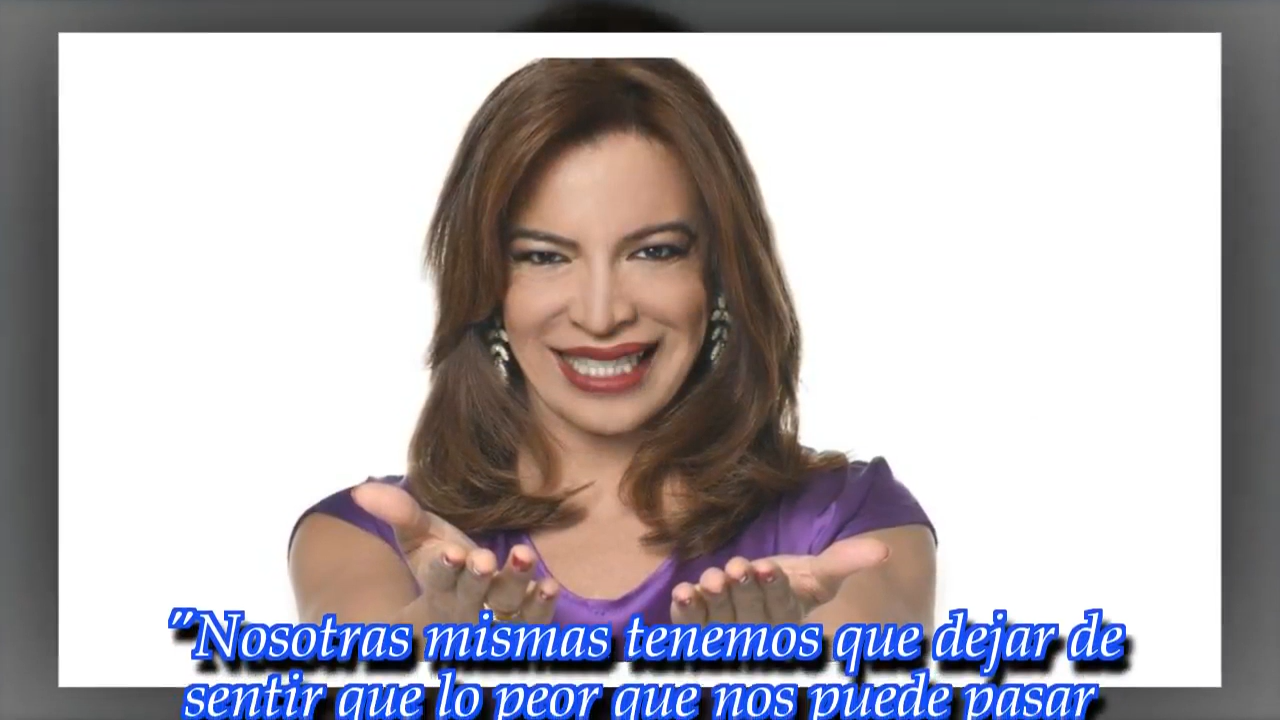 "Nosotras mismas tenemos que dejar de
sentir que lo peor que nos puede pasar